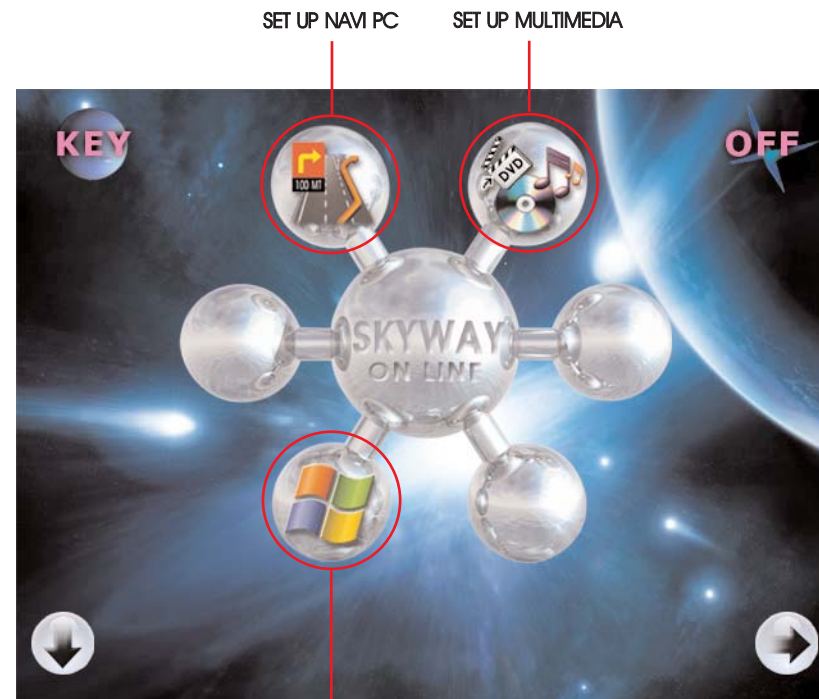 SET UP NAVI PC
SET UP MULTIMEDIA
KEY
OFF
100 MT
DVD
SKYWAY
ON LINE